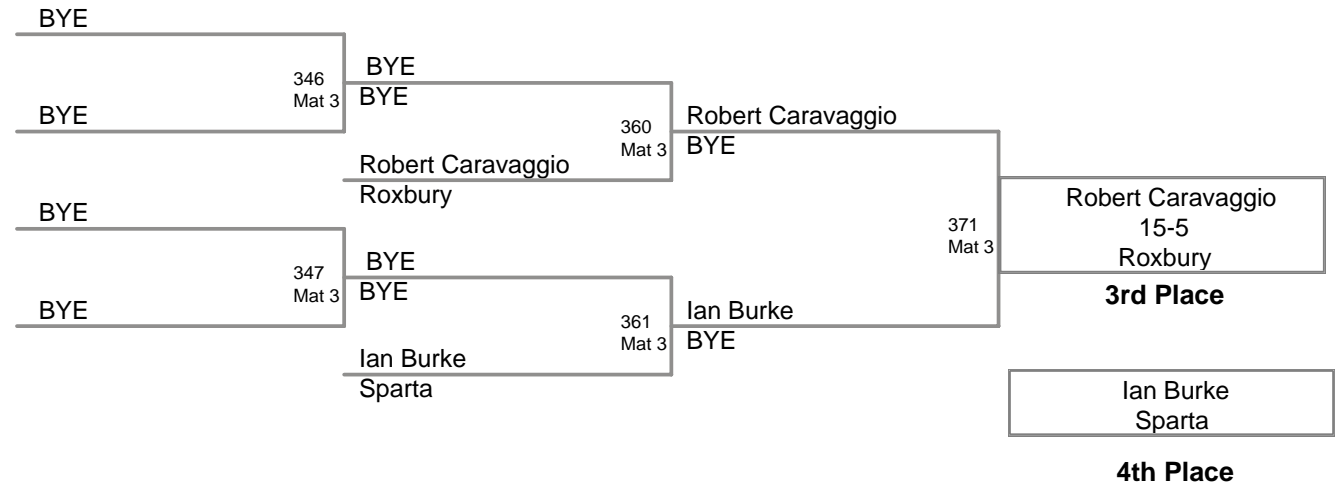 BYE
346
Mat 3
BYE
BYE
BYE
360
Mat 3
Robert Caravaggio
Roxbury
Robert Caravaggio
BYE
BYE
347
Mat 3
BYE
BYE
BYE
361
Mat 3
Ian Burke
Sparta
Ian Burke
BYE
371
Mat 3
Robert Caravaggio
15-5
Roxbury
3rd Place
Ian Burke
Sparta
4th Place